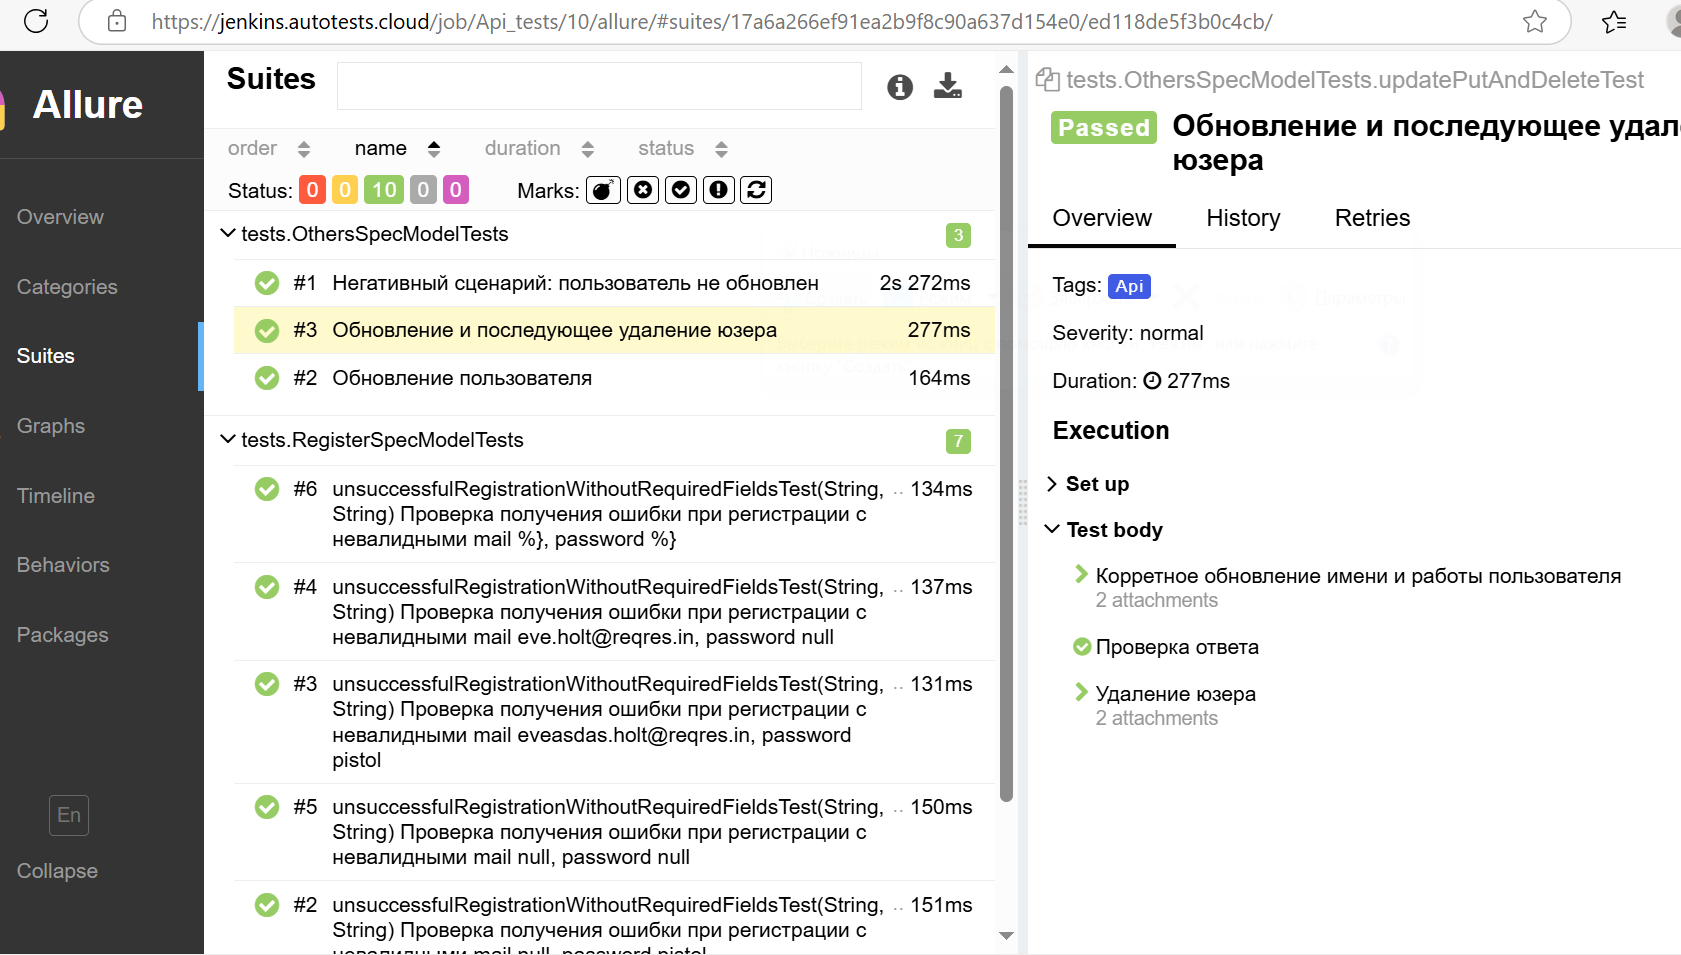 https://jenkins.autotests.cloud/job/Api_tests/10/allure/#suites/17a6a266ef91ea2b9f8c90a637d154e0/ed118de5f3b0c4cb/
Allure
Overview
Categories
Suites
Graphs
Timeline
Behaviors
Packages
En
Collapse
Suites
order name duration status
Status: 0 0 10 0 0 Marks:
tests.OthersSpecModelTests 3
#1 Негативный сценарий: пользователь не обновлен 2s 272ms
#3 Обновление и последующее удаление юзера 277ms
#2 Обновление пользователя 164ms
tests.RegisterSpecModelTests 7
#6 unsuccessfulRegistrationWithoutRequiredFieldsTest(String, .. 134ms
String) Проверка получения ошибки при регистрации с
невалидными mail %}, password %}
#4 unsuccessfulRegistrationWithoutRequiredFieldsTest(String, .. 137ms
String) Проверка получения ошибки при регистрации с
невалидными mail eve.holt@reqres.in, password null
#3 unsuccessfulRegistrationWithoutRequiredFieldsTest(String, .. 131ms
String) Проверка получения ошибки при регистрации с
невалидными mail eveasdas.holt@reqres.in, password
pistol
#5 unsuccessfulRegistrationWithoutRequiredFieldsTest(String, .. 150ms
String) Проверка получения ошибки при регистрации с
невалидными mail null, password null
#2 unsuccessfulRegistrationWithoutRequiredFieldsTest(String, .. 151ms
String) Проверка получения ошибки при регистрации с
невалидными mail null, password pistol
tests.OthersSpecModelTests.updatePutAndDeleteTest
Passed Обновление и последующее удал
юзера
Overview History Retries
Tags: Api
Severity: normal
Duration: 277ms
Execution
Set up
Test body
Корретное обновление имени и работы пользователя
2 attachments
Проверка ответа
Удаление юзера
2 attachments